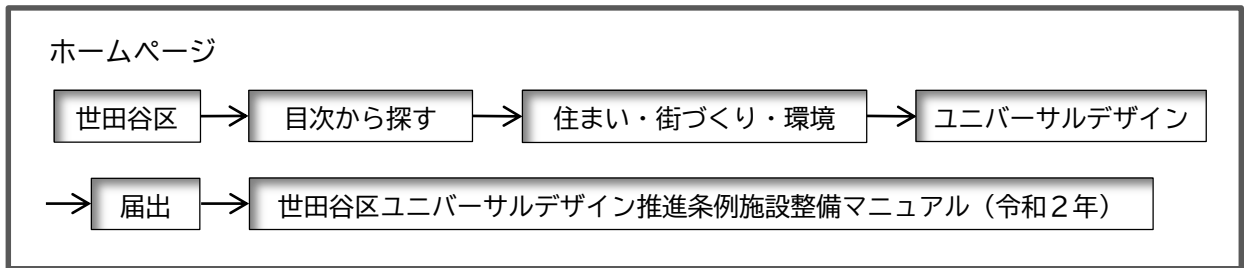 ホームページ
世田谷区 → 目次から探す → 住まい・街づくり・環境 → ユニバーサルデザイン
→ 届出 → 世田谷区ユニバーサルデザイン推進条例施設整備マニュアル（令和２年）